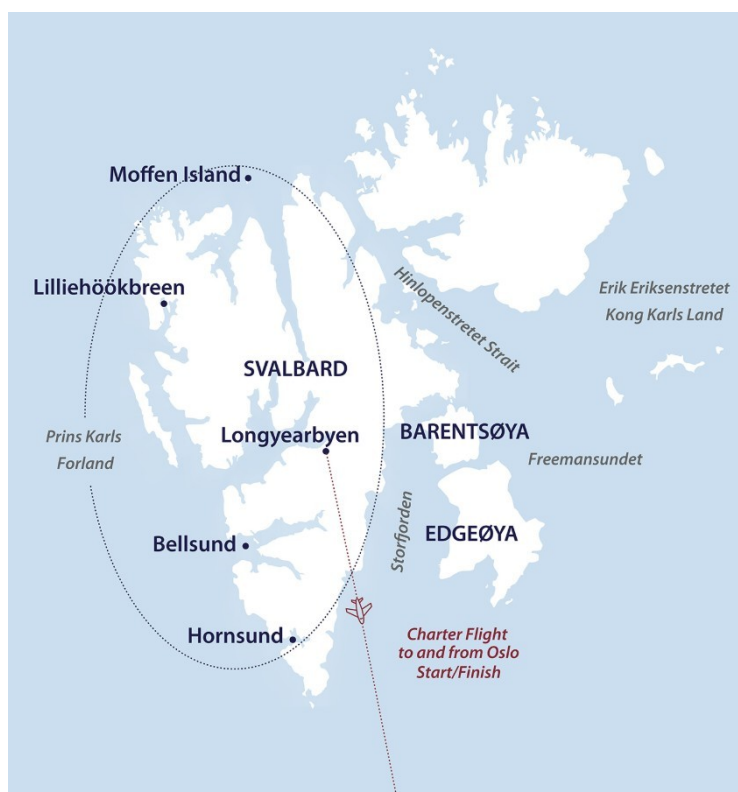 Moffen Island
Lilliehöökbreen
Hinlopenstretet Strait
Erik Eriksenstretet
Kong Karls Land
SVALBARD
Prins Karls
Forland
Longyearbyen
BARENTSØYA
Freemansundet
Storfjorden
EDGEØYA
Bellsund
Hornsund
Charter Flight
to and from Oslo
Start/Finish